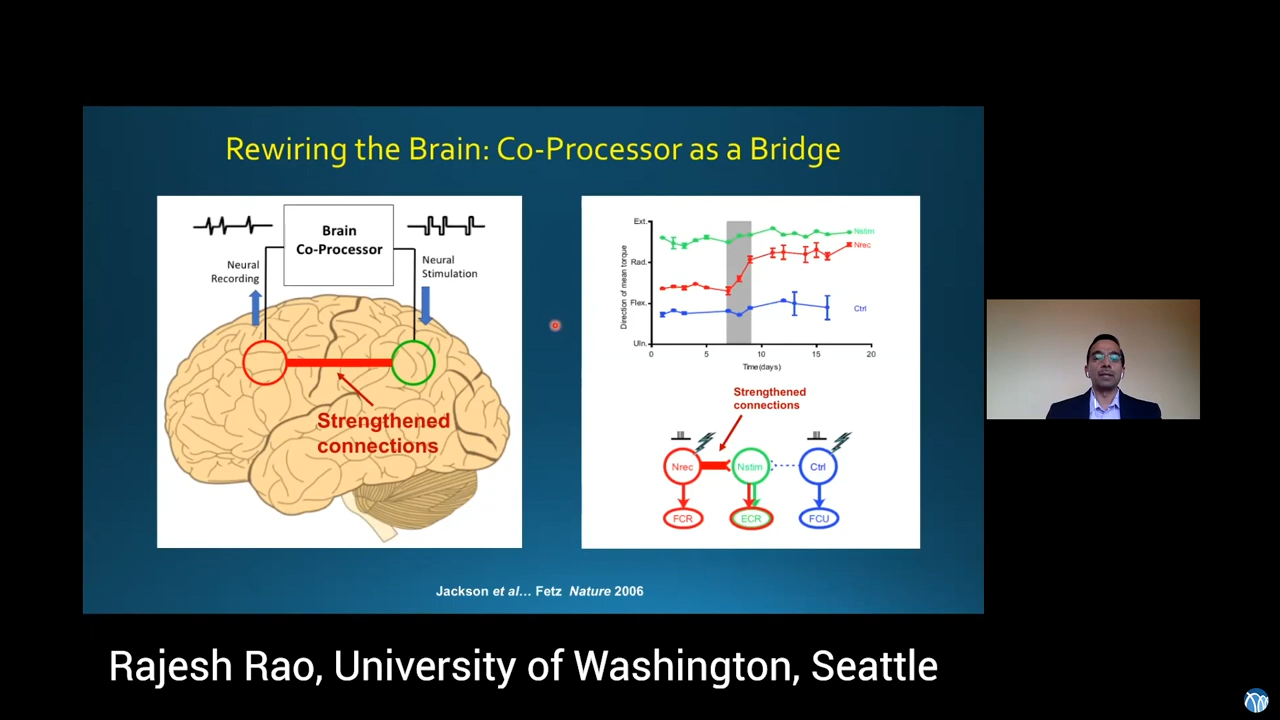 Rewiring the Brain: Co-Processor as a Bridge
Brain
Co-Processor
Neural
Recording
Neural
Stimulation
Strengthened
connections
Ext.
Rad.
Flex.
Uln.
Direction of mean torque
0
5
10
15
20
Time(days)
Nstim
Nrec
Ctrl
Strengthened
connections
Nrec
Nstim
Ctrl
FCR
ECR
FCU
Jackson et al… Fetz Nature 2006
Rajesh Rao, University of Washington, Seattle